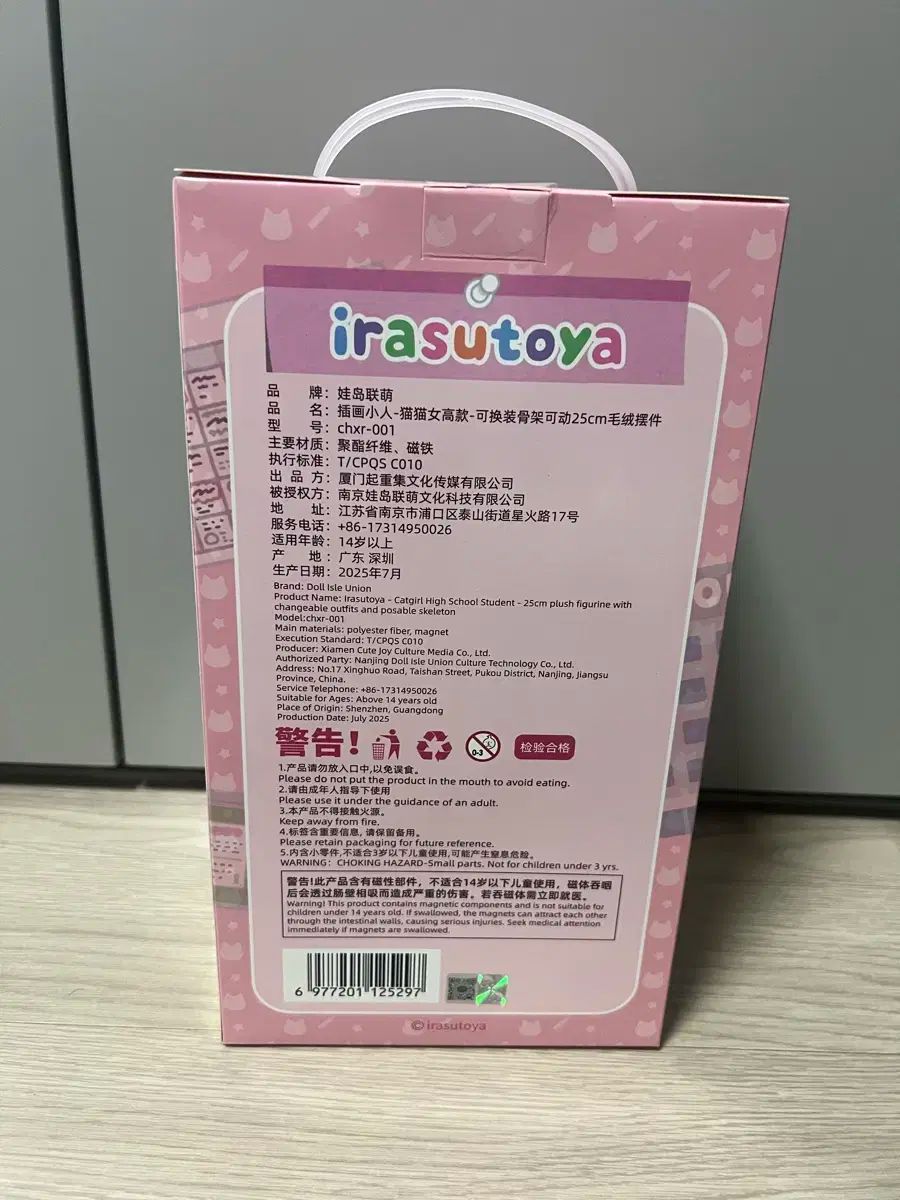 irasutoya
品 牌：娃岛联萌
品 名：插画小人-猫猫女高款-可换装骨架可动25cm毛绒摆件
型 号：chxr-001
主要材质：聚酯纤维、磁铁
执行标准：T/CPQS C010
出 品 方：厦门起重集文化传媒有限公司
被授权方：南京娃岛联萌文化科技有限公司
地 址：江苏省南京市浦口区泰山街道星火路17号
服务电话：+86-17314950026
适用年龄：14岁以上
产 地：广东 深圳
生产日期：2025年7月
Brand: Doll Isle Union
Product Name: Irasutoya – Catgirl High School Student – 25cm plush figurine with
changeable outfits and posable skeleton
Model:chxr-001
Main materials: polyester fiber, magnet
Execution Standard: T/CPQS C010
Producer: Xiamen Cute Joy Culture Media Co., Ltd.
Authorized Party: Nanjing Doll Isle Union Culture Technology Co., Ltd.
Address: No.17 Xinghuo Road, Taishan Street, Pukou District, Nanjing, Jiangsu
Province, China.
Service Telephone: +86-17314950026
Suitable for Ages: Above 14 years old
Place of Origin: Shenzhen, Guangdong
Production Date: July 2025
警告! 0-3 检验合格
1.产品请勿放入口中,以免误食。
Please do not put the product in the mouth to avoid eating.
2.请由成年人指导下使用
Please use it under the guidance of an adult.
3.本产品不得接触火源。
Keep away from fire.
4.标签含重要信息, 请保留备用。
Please retain packaging for future reference.
5.内含小零件,不适合3岁以下儿童使用,可能产生窒息危险。
WARNING：CHOKING HAZARD-Small parts. Not for children under 3 yrs.
警告!此产品含有磁性部件，不适合14岁以下儿童使用，磁体吞咽
后会透过肠壁相吸而造成严重的伤害。若吞磁体需立即就医。
Warning! This product contains magnetic components and is not suitable for
children under 14 years old. If swallowed, the magnets can attract each other
through the intestinal walls, causing serious injuries. Seek medical attention
immediately if magnets are swallowed.
6 977201 125297
©irasutoya